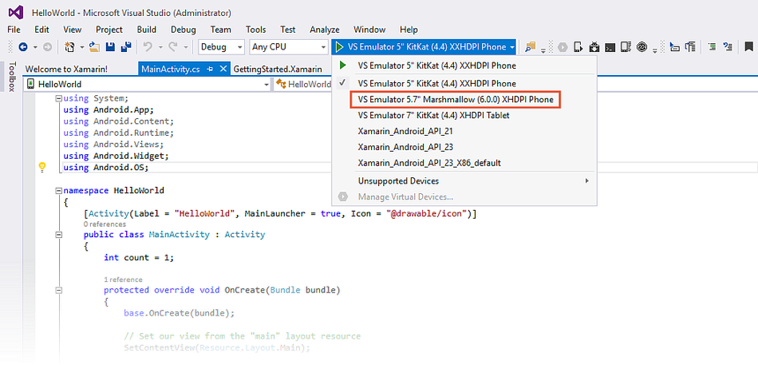 HelloWorld - Microsoft Visual Studio (Administrator)
File Edit View Project Build Debug Team Tools Test Analyze Window Help
Debug Any CPU VS Emulator 5" KitKat (4.4) XXHDPI Phone
Toolbox
Welcome to Xamarin! MainActivity.cs GettingStarted.Xamarin
HelloWorld HelloWorld
VS Emulator 5" KitKat (4.4) XXHDPI Phone
VS Emulator 5" KitKat (4.4) XXHDPI Phone
VS Emulator 5.7" Marshmallow (6.0.0) XHDPI Phone
VS Emulator 7" KitKat (4.4) XHDPI Tablet
Xamarin_Android_API_21
Xamarin_Android_API_23
Xamarin_Android_API_23_X86_default
Unsupported Devices
Manage Virtual Devices...
using System;
using Android.App;
using Android.Content;
using Android.Runtime;
using Android.Views;
using Android.Widget;
using Android.OS;
namespace HelloWorld
{
[Activity(Label = "HelloWorld", MainLauncher = true, Icon = "@drawable/icon")]
0 references
public class MainActivity : Activity
{
int count = 1;
1 reference
protected override void OnCreate(Bundle bundle)
{
base.OnCreate(bundle);
// Set our view from the "main" layout resource
SetContentView(Resource.Layout.Main);